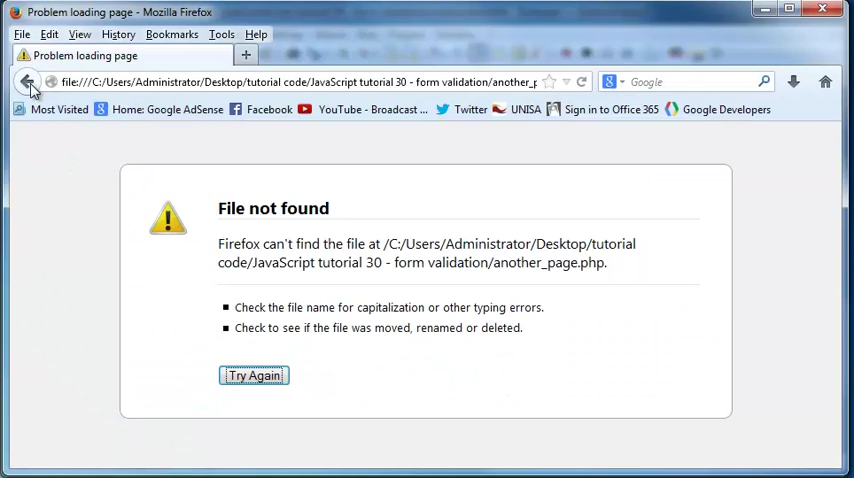 Problem loading page - Mozilla Firefox
File Edit View History Bookmarks Tools Help
Problem loading page
file:///C:/Users/Administrator/Desktop/tutorial code/JavaScript tutorial 30 - form validation/another_p Google
Most Visited Home: Google AdSense Facebook YouTube - Broadcast ... Twitter UNISA Sign in to Office 365 Google Developers
File not found
Firefox can't find the file at /C:/Users/Administrator/Desktop/tutorial
code/JavaScript tutorial 30 - form validation/another_page.php.
Check the file name for capitalization or other typing errors.
Check to see if the file was moved, renamed or deleted.
Try Again